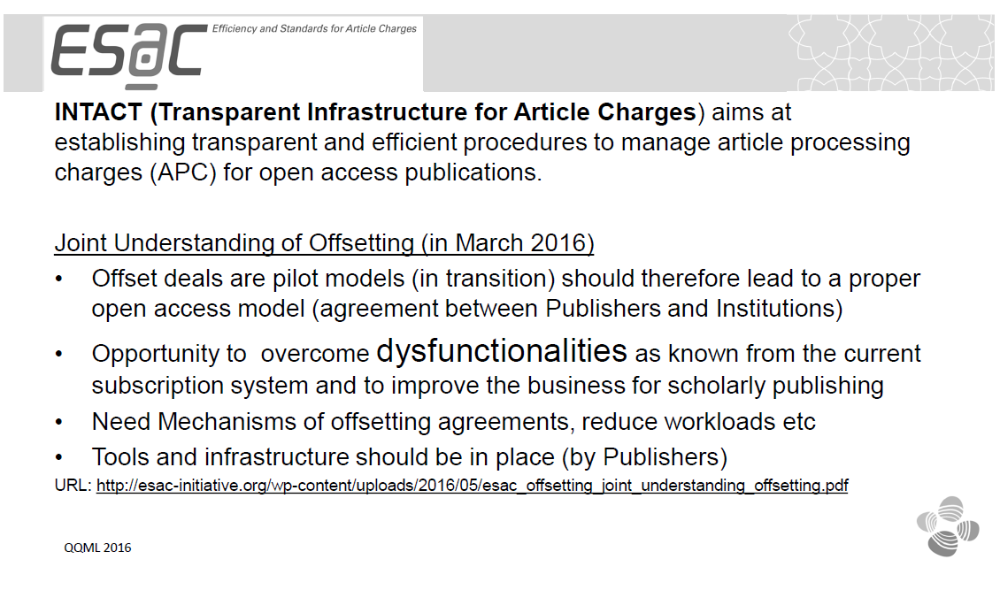 ESAC Efficiency and Standards for Article Charges
INTACT (Transparent Infrastructure for Article Charges) aims at
establishing transparent and efficient procedures to manage article processing
charges (APC) for open access publications.
Joint Understanding of Offsetting (in March 2016)
• Offset deals are pilot models (in transition) should therefore lead to a proper
open access model (agreement between Publishers and Institutions)
• Opportunity to  overcome dysfunctionalities as known from the current
subscription system and to improve the business for scholarly publishing
• Need Mechanisms of offsetting agreements, reduce workloads etc
• Tools and infrastructure should be in place (by Publishers)
URL: http://esac-initiative.org/wp-content/uploads/2016/05/esac_offsetting_joint_understanding_offsetting.pdf
QQML 2016